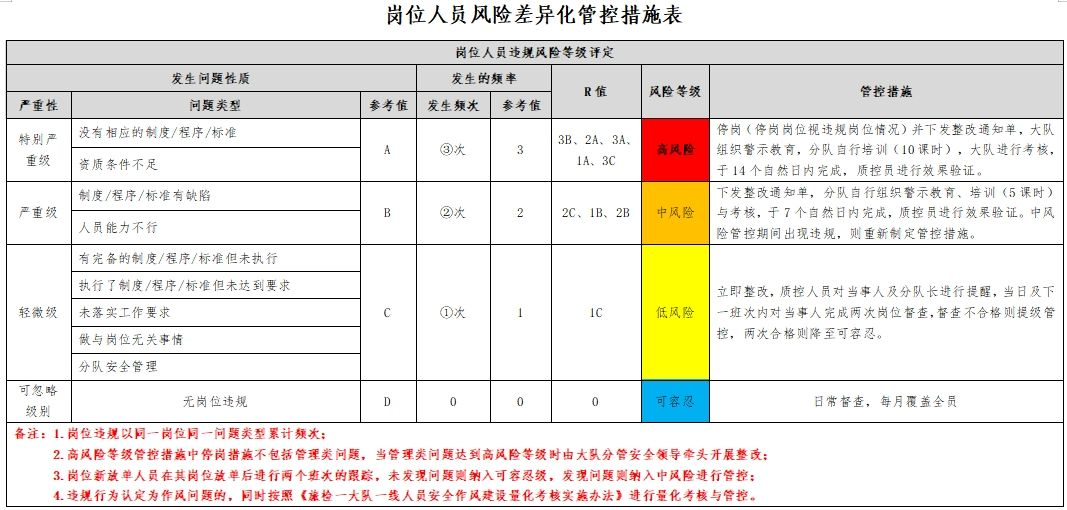 岗位人员风险差异化管控措施表
岗位人员违规风险等级评定
发生问题性质 发生的频率 R 值 风险等级 管控措施
严重性 问题类型 参考值 发生频次 参考值
特别严
重级
没有相应的制度/程序/标准
资质条件不足
A
③次
3
3B、2A、3A、
1A、3C
高风险
停岗（停岗岗位视违规岗位情况）并下发整改通知单，大队
组织警示教育，分队自行培训（10 课时），大队进行考核，
于 14 个自然日内完成，质控员进行效果验证。
严重级
制度/程序/标准有缺陷
人员能力不行
B
②次
2
2C、1B、2B
中风险
下发整改通知单，分队自行组织警示教育、培训（5 课时）
与考核，于 7 个自然日内完成，质控员进行效果验证。中风
险管控期间出现违规，则重新制定管控措施。
轻微级
有完备的制度/程序/标准但未执行
执行了制度/程序/标准但未达到要求
未落实工作要求
做与岗位无关事情
分队安全管理
C
①次
1
1C
低风险
立即整改，质控人员对当事人及分队长进行提醒，当日及下
一班次内对当事人完成两次岗位督查，督查不合格则提级管
控，两次合格则降至可容忍。
可忽略
级别
无岗位违规
D
0
0
0
可容忍
日常督查，每月覆盖全员
备注：1.岗位违规以同一岗位同一问题类型累计频次；
2.高风险等级管控措施中停岗措施不包括管理类问题，当管理类问题达到高风险等级时由大队分管安全领导牵头开展整改；
3.岗位新放单人员在其岗位放单后进行两个班次的跟踪，未发现问题则纳入可容忍级，发现问题则纳入中风险进行管控；
4.违规行为认定为作风问题的，同时按照《旅检一大队一线人员安全作风建设量化考核实施办法》进行量化考核与管控。